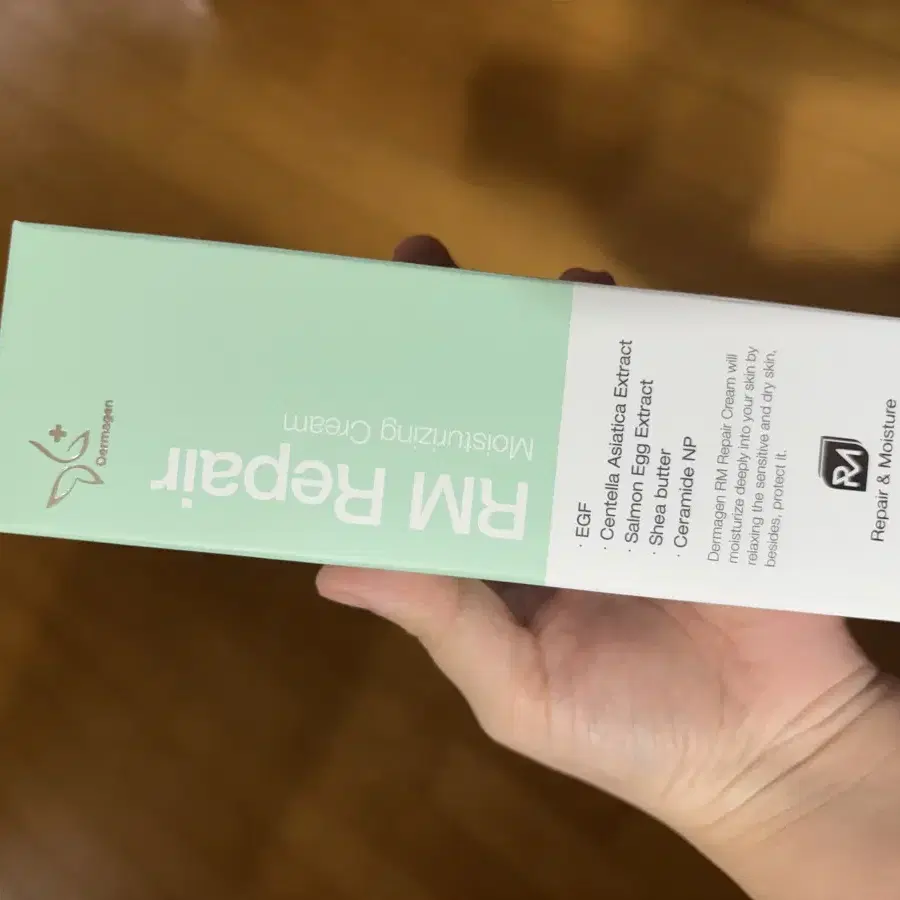 Dermagen
RM Repair
Moisturizing Cream
· EGF
· Centella Asiatica Extract
· Salmon Egg Extract
· Shea butter
· Ceramide NP
Dermagen RM Repair Cream will
moisturize deeply into your skin by
relaxing the sensitive and dry skin,
besides, protect it.
RM
Repair & Moisture